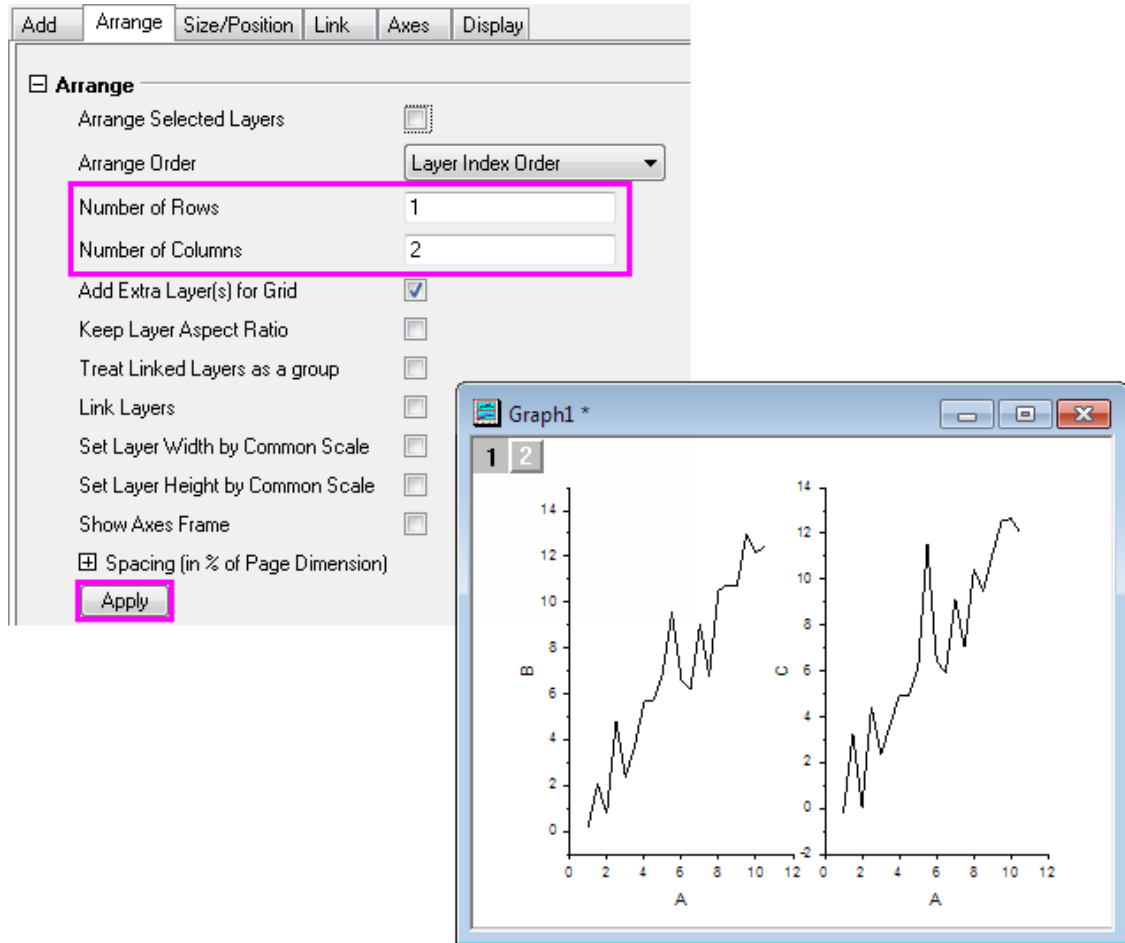 Add Arrange Size/Position Link Axes Display
Arrange
Arrange Selected Layers
Arrange Order Layer Index Order
Number of Rows 1
Number of Columns 2
Add Extra Layer(s) for Grid
Keep Layer Aspect Ratio
Treat Linked Layers as a group
Link Layers
Set Layer Width by Common Scale
Set Layer Height by Common Scale
Show Axes Frame
Spacing (in % of Page Dimension)
Apply
Graph1 *
1 2
14
12
10
8
6
4
2
0
B
0 2 4 6 8 10 12
A
14
12
10
8
6
4
2
0
-2
C
0 2 4 6 8 10 12
A